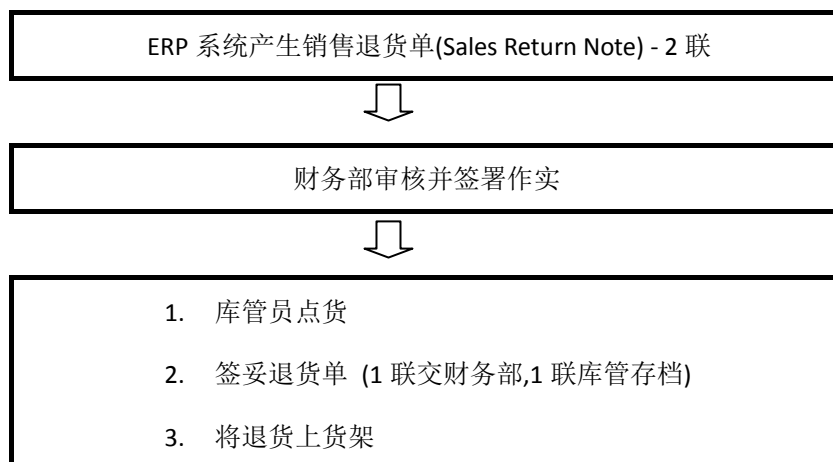 ERP 系统产生销售退货单(Sales Return Note) - 2 联
财务部审核并签署作实
1. 库管员点货
2. 签妥退货单 (1 联交财务部,1 联库管存档)
3. 将退货上货架